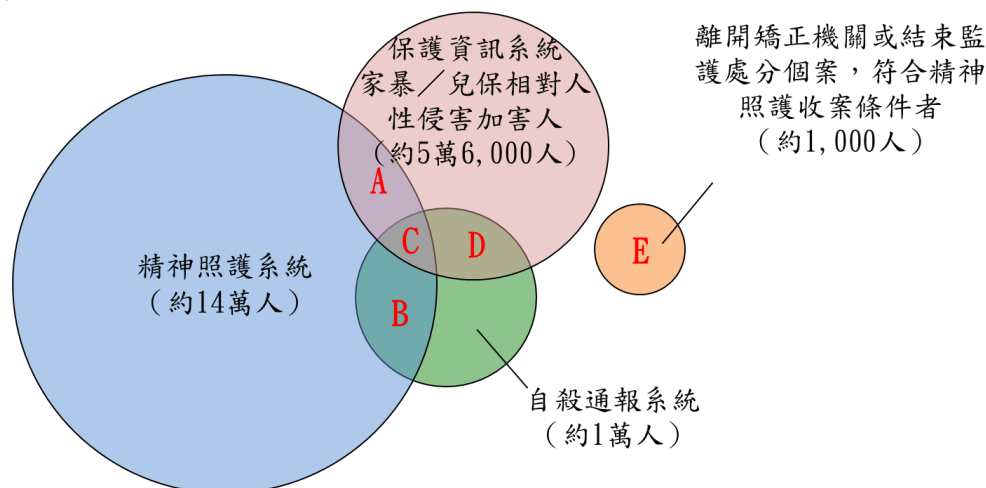 保護資訊系統
家暴／兒保相對人
性侵害加害人
（約5萬6,000人）
離開矯正機關或結束監
護處分個案，符合精神
照護收案條件者
（約1,000人）
A
C
D
E
精神照護系統
（約14萬人）
B
自殺通報系統
（約1萬人）